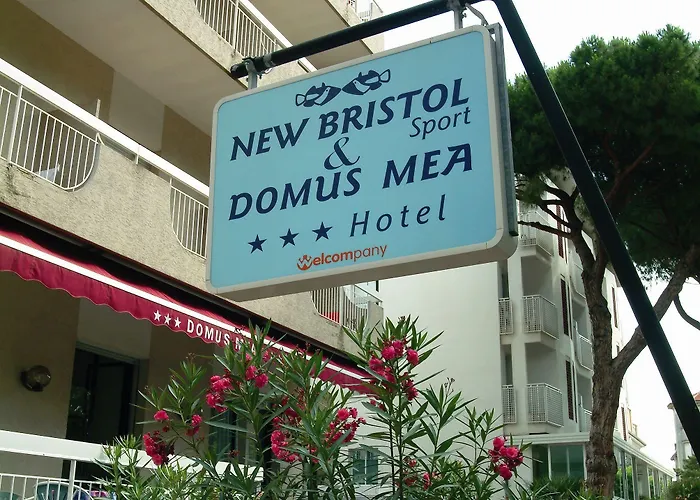 NEW BRISTOL
Sport
&
DOMUS MEA
★ ★ ★ Hotel
Welcompany
★★★ DOMUS